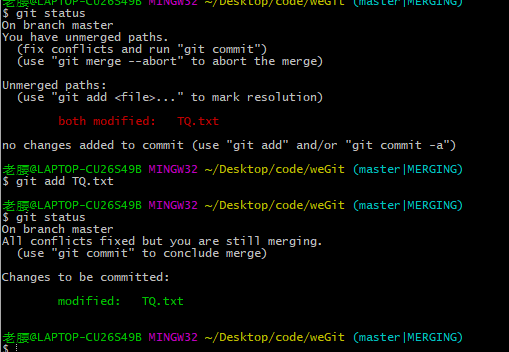 老腰@LAPTOP-CU26S49B MINGW32 ~/Desktop/code/weGit (master|MERGING)
$ git status
On branch master
You have unmerged paths.
  (fix conflicts and run "git commit")
  (use "git merge --abort" to abort the merge)
Unmerged paths:
  (use "git add <file>..." to mark resolution)
        both modified:   TQ.txt
no changes added to commit (use "git add" and/or "git commit -a")
老腰@LAPTOP-CU26S49B MINGW32 ~/Desktop/code/weGit (master|MERGING)
$ git add TQ.txt
老腰@LAPTOP-CU26S49B MINGW32 ~/Desktop/code/weGit (master|MERGING)
$ git status
On branch master
All conflicts fixed but you are still merging.
  (use "git commit" to conclude merge)
Changes to be committed:
        modified:   TQ.txt
老腰@LAPTOP-CU26S49B MINGW32 ~/Desktop/code/weGit (master|MERGING)
$